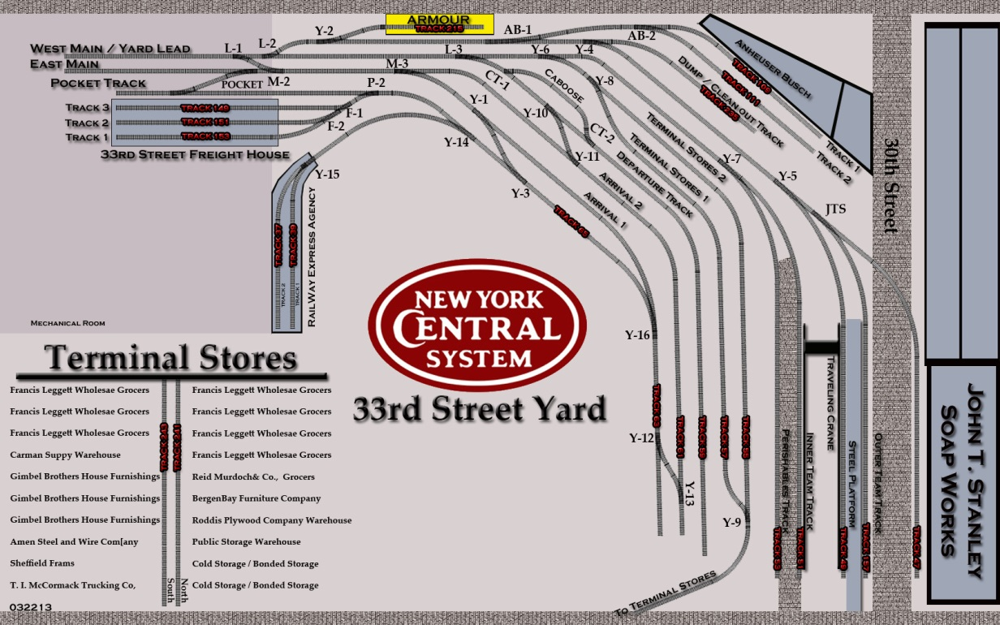 ARMOUR
TRACK 215
Y-2
AB-1
AB-2
L-2
L-1
WEST MAIN / YARD LEAD
L-3
Y-6
Y-4
EAST MAIN
M-3
POCKET TRACK
POCKET
M-2
P-2
CT-1
CABOOSE
Y-8
ANHEUSER BUSCH
DUMP / CLEAN OUT TRACK
TRACK 3
TRACK 149
TRACK 2
TRACK 151
TRACK 1
TRACK 153
F-1
F-2
Y-1
Y-10
CT-2
Y-14
Y-11
33RD STREET FREIGHT HOUSE
Y-15
TERMINAL STORES 2
TERMINAL STORES 1
DEPARTURE TRACK
ARRIVAL 2
ARRIVAL 1
Y-7
Y-5
TRACK 1
TRACK 2
30th Street
Y-3
TRACK 65
JTS
TRACK 37
TRACK 39
TRACK 2
TRACK 1
RAILWAY EXPRESS AGENCY
MECHANICAL ROOM
NEW YORK
CENTRAL
SYSTEM
33rd Street Yard
Y-16
Y-12
Y-13
Y-9
TO TERMINAL STORES
INNER TEAM TRACK
TRAVELING CRANE
STEEL PLATFORM
TRACK 51
TRACK 49
TRACK 47
JOHN T. STANLEY
SOAP WORKS
Terminal Stores
Francis Leggett Wholesae Grocers
Francis Leggett Wholesae Grocers
Francis Leggett Wholesae Grocers
Francis Leggett Wholesae Grocers
Francis Leggett Wholesae Grocers
Francis Leggett Wholesae Grocers
Carman Suppy Warehouse
Francis Leggett Wholesae Grocers
Gimbel Brothers House Furnishings
Reid Murdoch& Co., Grocers
Gimbel Brothers House Furnishings
BergenBay Furniture Company
Gimbel Brothers House Furnishings
Roddis Plywood Company Warehouse
Amen Steel and Wire Com[any
Public Storage Warehouse
Sheffield Frams
Cold Storage / Bonded Storage
T. I. McCormack Trucking Co,
Cold Storage / Bonded Storage
South
North
032213